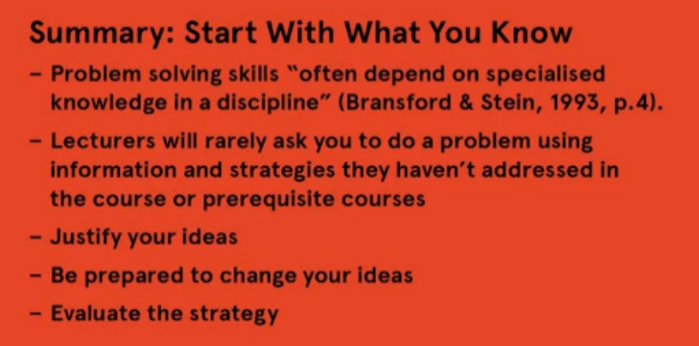 Summary: Start With What You Know
– Problem solving skills “often depend on specialised
knowledge in a discipline” (Bransford & Stein, 1993, p.4).
– Lecturers will rarely ask you to do a problem using
information and strategies they haven’t addressed in
the course or prerequisite courses
– Justify your ideas
– Be prepared to change your ideas
– Evaluate the strategy